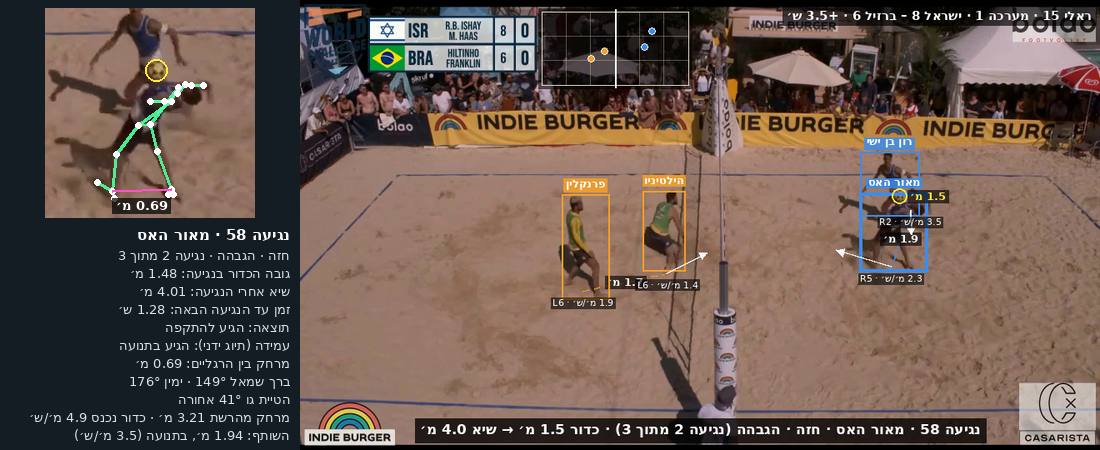 ראלי 15 · מערכה 1 · ישראל 8 – ברזיל 6 · +3.5 ש׳
WORLD
ISR R.B. ISHAY M. HAAS 8 0
BRA HILTINHO FRANKLIN 6 0
INDIE BURGER
bolao
FOOTVOLLEY
bolao
INDIE BURGER
INDIE BURGER
CASARISTA
bolao
רון בן ישי
מאור האס
פרנקלין
הילטיניו
1.5 מ׳
R2 · 3.5 מ׳/ש׳
1.9 מ׳
R5 · 2.3 מ׳/ש׳
L6 · 1.4 מ׳/ש׳
L6 · 1.9 מ׳/ש׳
0.69 מ׳
נגיעה 58 · מאור האס
חזה · הגבהה · נגיעה 2 מתוך 3
גובה הכדור בנגיעה: 1.48 מ׳
שיא אחרי הנגיעה: 4.01 מ׳
זמן עד הנגיעה הבאה: 1.28 ש׳
תוצאה: הגיע להתקפה
עמידה (תיוג ידני): הגיע בתנועה
מרחק בין הרגליים: 0.69 מ׳
ברך שמאל 149° · ימין 176°
הטיית גו 41° אחורה
מרחק מהרשת 3.21 מ׳ · כדור נכנס 4.9 מ׳/ש׳
השותף: 1.94 מ׳, בתנועה (3.5 מ׳/ש׳)
נגיעה 58 · מאור האס · חזה · הגבהה (נגיעה 2 מתוך 3) · כדור 1.5 מ׳ → שיא 4.0 מ׳
INDIE BURGER
CASARISTA